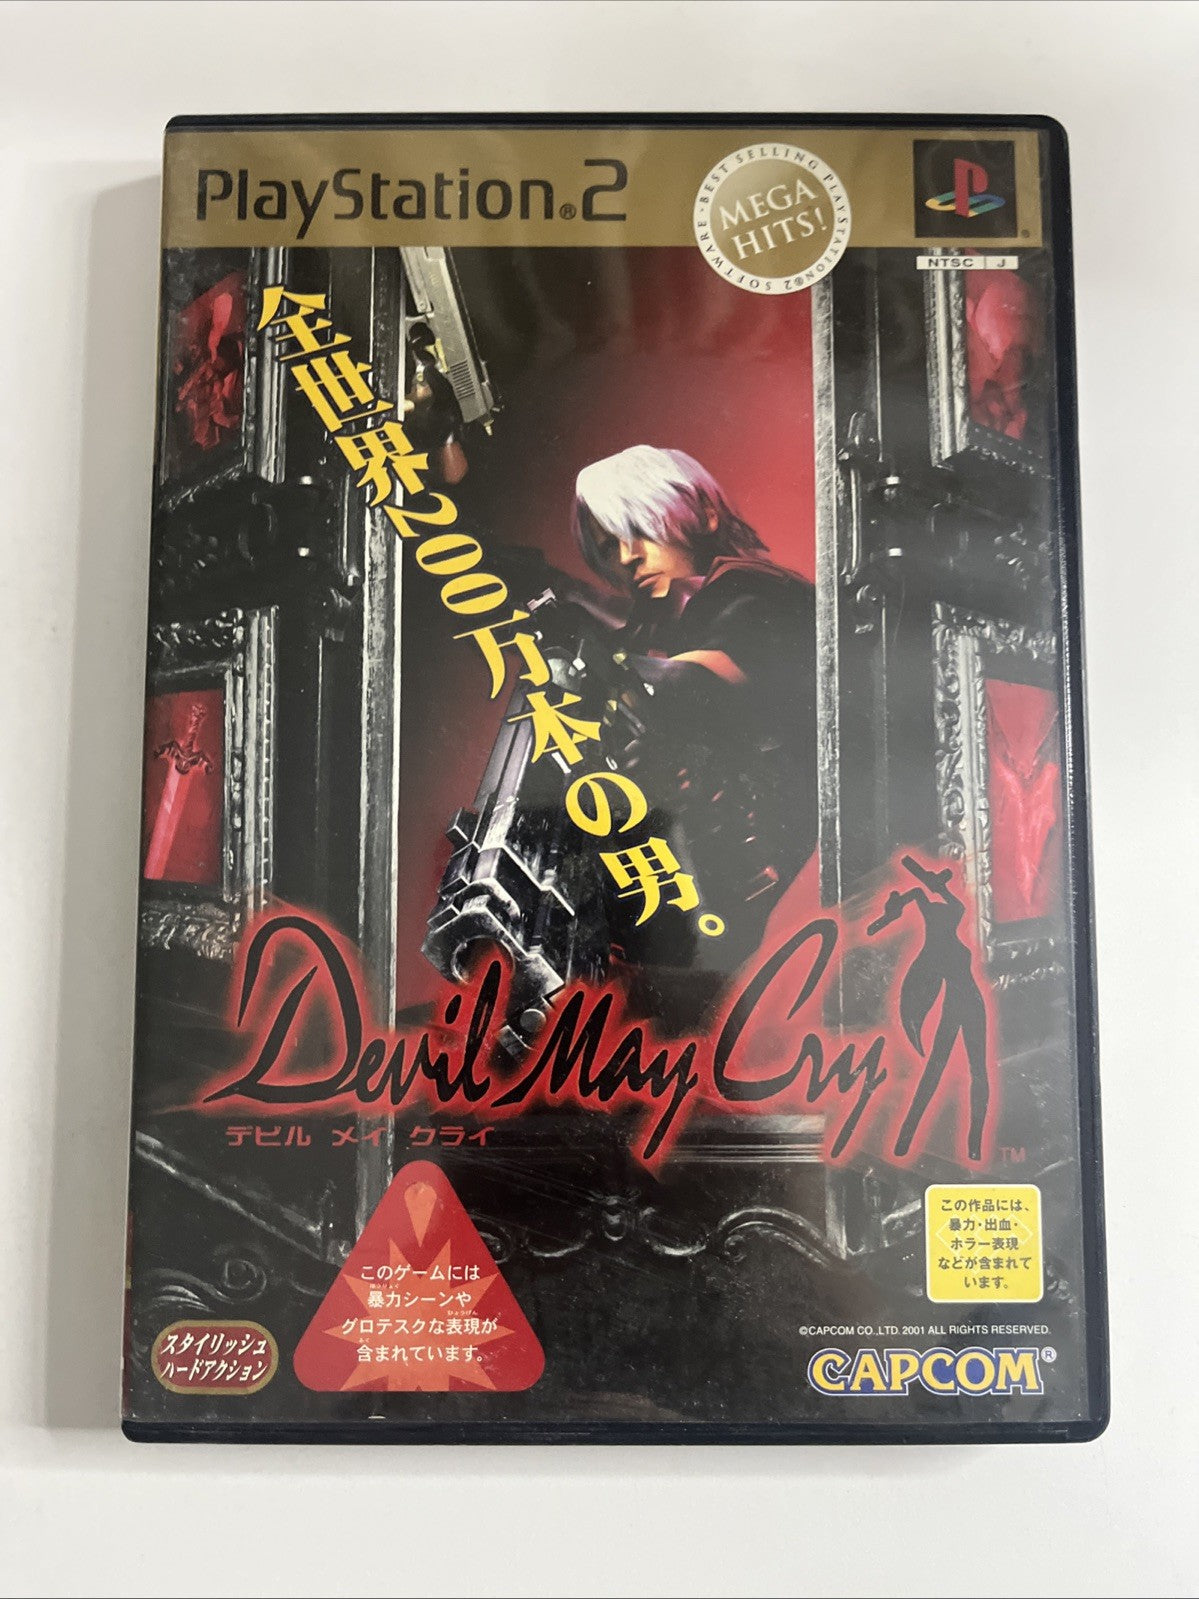 PlayStation®2
BEST SELLING PLAYSTATION®2 SOFTWARE
MEGA
HITS!
®
NTSC J
全世界200万本の男。
Devil May Cry
TM
デビル メイ クライ
このゲームには
暴力シーンや
グロテスクな表現が
含まれています。
この作品には、
暴力・出血・
ホラー表現
などが含まれて
います。
スタイリッシュ
ハードアクション
©CAPCOM CO.,LTD. 2001 ALL RIGHTS RESERVED.
CAPCOM®